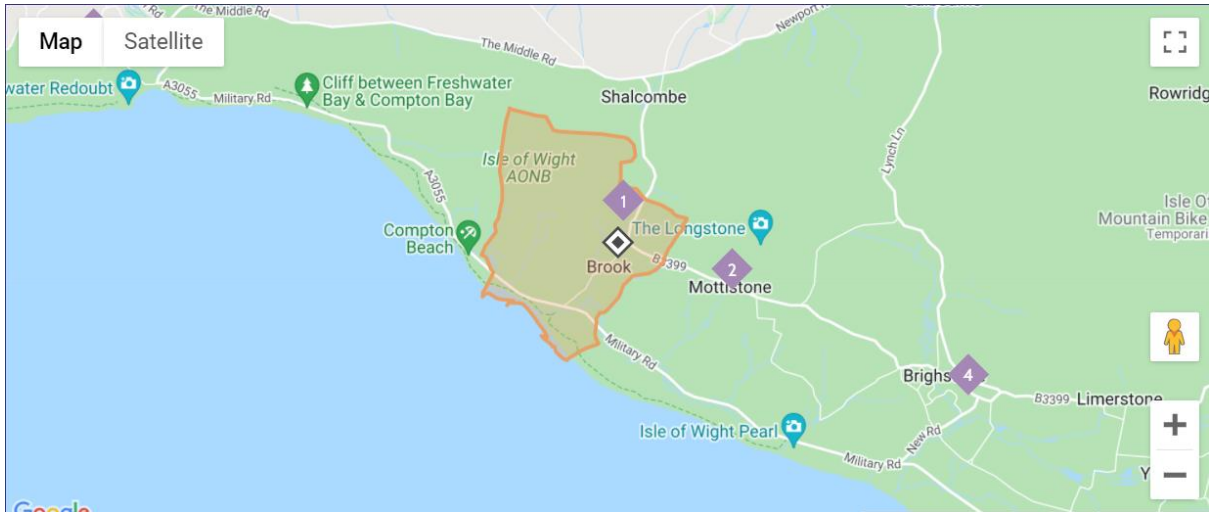 Map
Satellite
The Middle Rd
The Middle Rd
Newport R
Rowridg
water Redoubt
A3055
Military Rd
Cliff between Freshwater
Bay & Compton Bay
Shalcombe
Lynch Ln
Isle of Wight
AONB
A3055
1
Isle O
Mountain Bike
Temporari
Compton
Beach
The Longstone
Brook
B3399
2
Mottistone
Military Rd
Brighs
4
B3399
Limerstone
Isle of Wight Pearl
New Rd
Military Rd
Y
Google